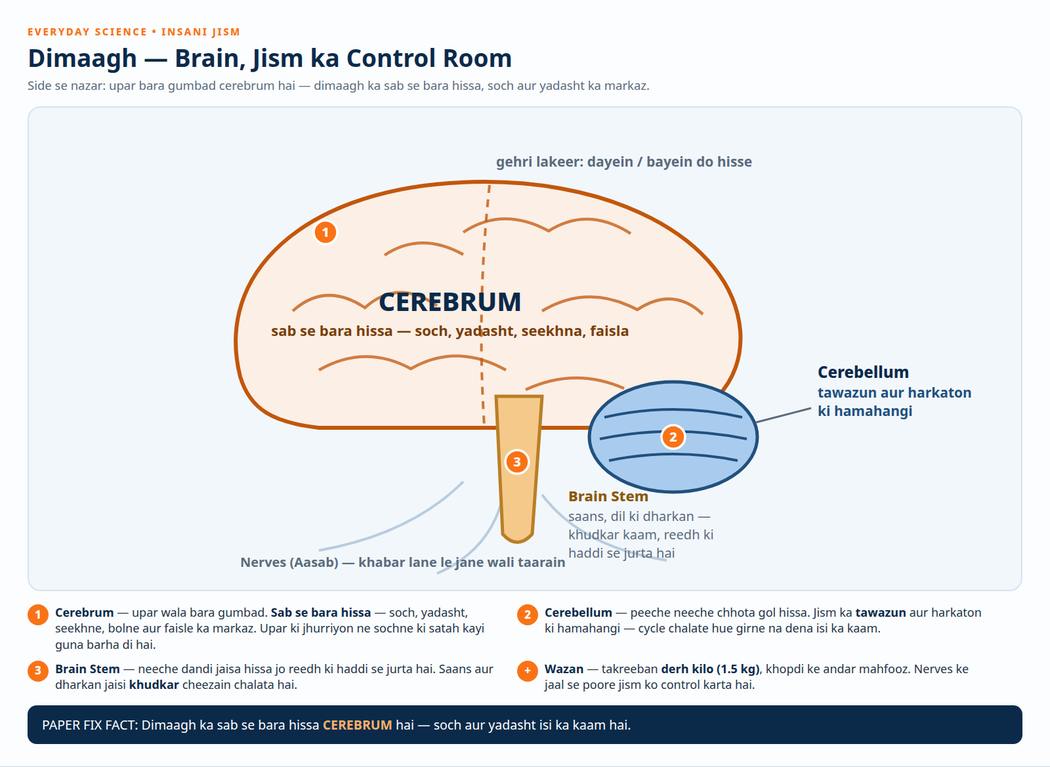 EVERYDAY SCIENCE • INSANI JISM
Dimaagh — Brain, Jism ka Control Room
Side se nazar: upar bara gumbad cerebrum hai — dimaagh ka sab se bara hissa, soch aur yadasht ka markaz.
gehri lakeer: dayein / bayein do hisse
1
CEREBRUM
sab se bara hissa — soch, yadasht, seekhna, faisla
Cerebellum
tawazun aur harkaton
ki hamahangi
2
3
Brain Stem
saans, dil ki dharkan —
khudkar kaam, reedh ki
haddi se jurta hai
Nerves (Aasab) — khabar lane le jane wali taarain
1 Cerebrum — upar wala bara gumbad. Sab se bara hissa — soch, yadasht,
seekhne, bolne aur faisle ka markaz. Upar ki jhurriyon ne sochne ki satah kayi
guna barha di hai.
2 Cerebellum — peeche neeche chhota gol hissa. Jism ka tawazun aur harkaton
ki hamahangi — cycle chalate hue girne na dena isi ka kaam.
3 Brain Stem — neeche dandi jaisa hissa jo reedh ki haddi se jurta hai. Saans aur
dharkan jaisi khudkar cheezain chalata hai.
+ Wazan — takreeban derh kilo (1.5 kg), khopdi ke andar mahfooz. Nerves ke
jaal se poore jism ko control karta hai.
PAPER FIX FACT: Dimaagh ka sab se bara hissa CEREBRUM hai — soch aur yadasht isi ka kaam hai.